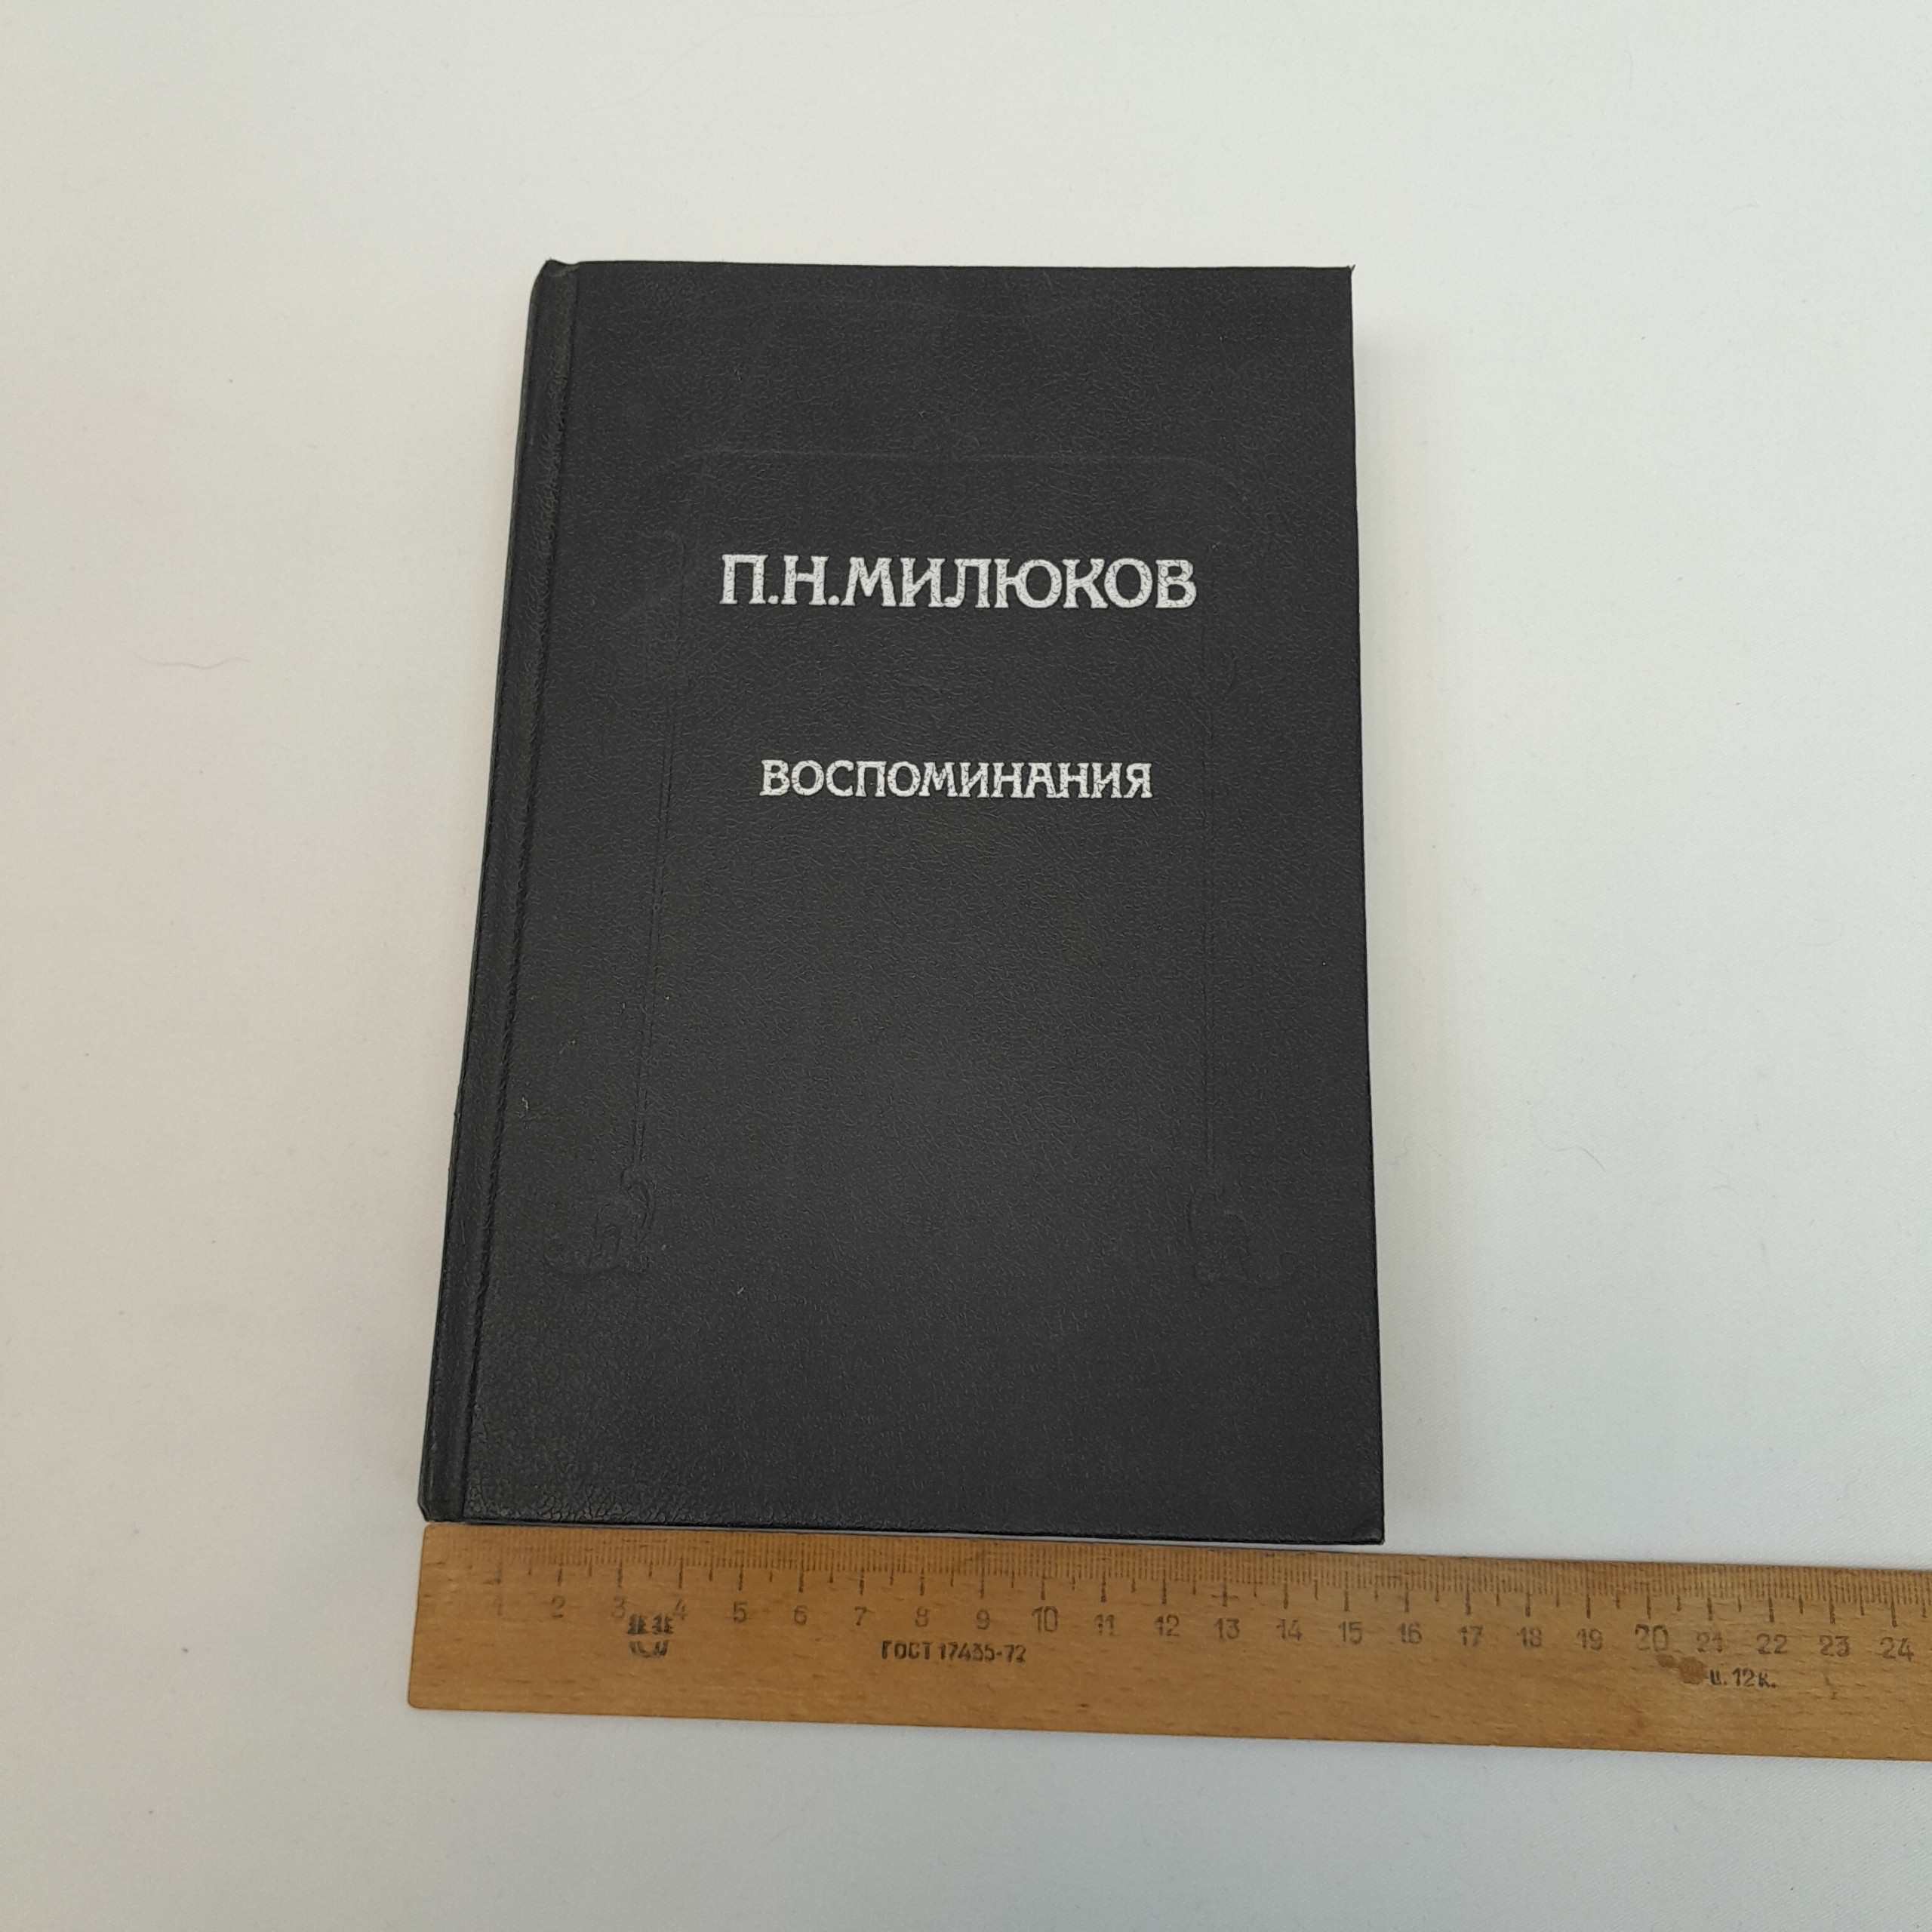 П.Н.МИЛЮКОВ
ВОСПОМИНАНИЯ
1 2 3 4 5 6 7 8 9 10 11 12 13 14 15 16 17 18 19 20 21 22 23 24
ГОСТ 17435-72
ц. 12 к.